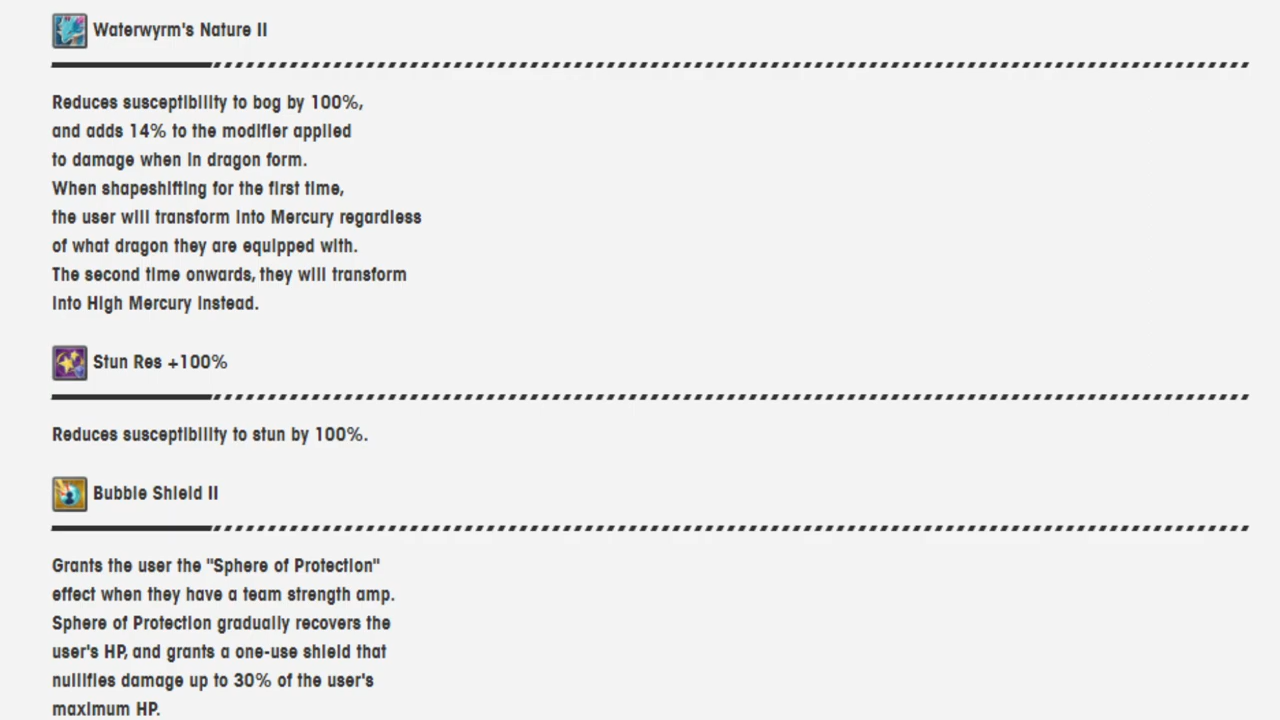 Waterwyrm's Nature II
Reduces susceptibility to bog by 100%,
and adds 14% to the modifier applied
to damage when in dragon form.
When shapeshifting for the first time,
the user will transform into Mercury regardless
of what dragon they are equipped with.
The second time onwards, they will transform
into High Mercury instead.
Stun Res +100%
Reduces susceptibility to stun by 100%.
Bubble Shield II
Grants the user the "Sphere of Protection"
effect when they have a team strength amp.
Sphere of Protection gradually recovers the
user's HP, and grants a one-use shield that
nullifies damage up to 30% of the user's
maximum HP.